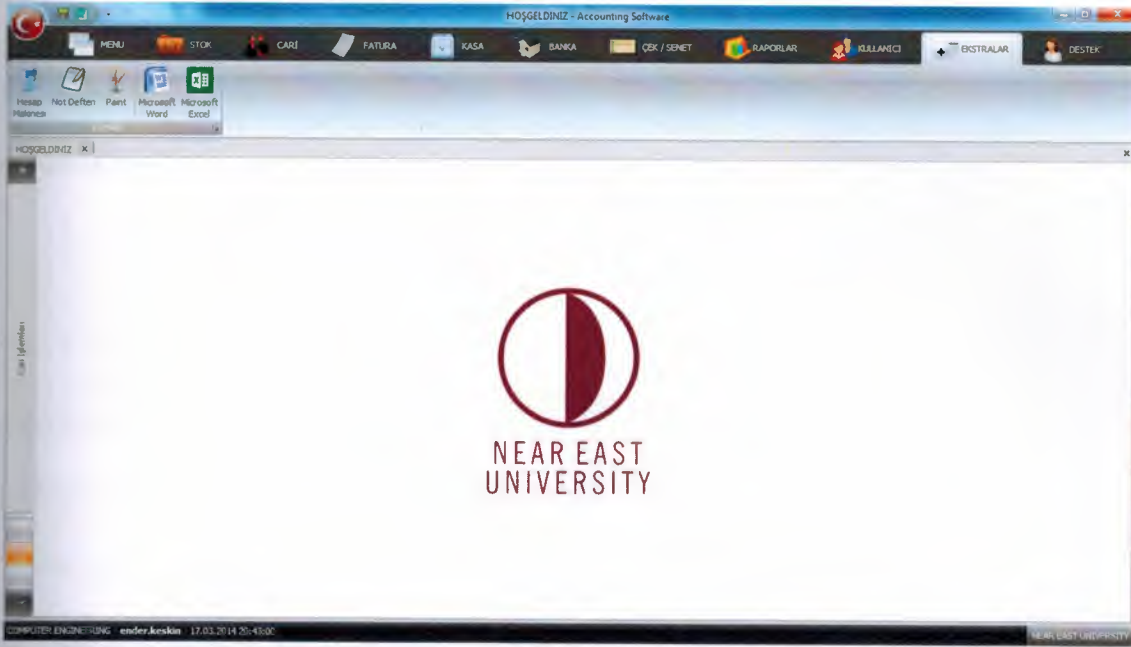 HOŞGELDINIZ - Accounting Software
MENU STOK CARİ FATURA KASA BANKA ÇEK / SENET RAPORLAR KULLANICI EKSTRALAR DESTEK
Hesap Makinesi Not Defteri Paint Microsoft Word Microsoft Excel
HOŞGELDINIZ x
Cari İşlemleri
NEAR EAST
UNIVERSITY
COMPUTER ENGINEERING ender.keskin 17.03.2014 20:43:00
NEAR EAST UNIVERSITY